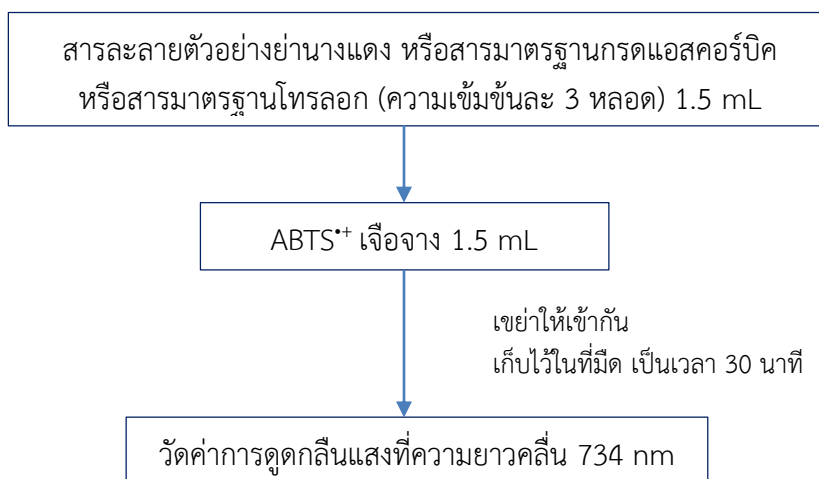 สารละลายตัวอย่างย่านางแดง หรือสารมาตรฐานกรดแอสคอร์บิค
หรือสารมาตรฐานโทรลอก (ความเข้มข้นละ 3 หลอด) 1.5 mL
ABTS•+ เจือจาง 1.5 mL
เขย่าให้เข้ากัน
เก็บไว้ในที่มืด เป็นเวลา 30 นาที
วัดค่าการดูดกลืนแสงที่ความยาวคลื่น 734 nm